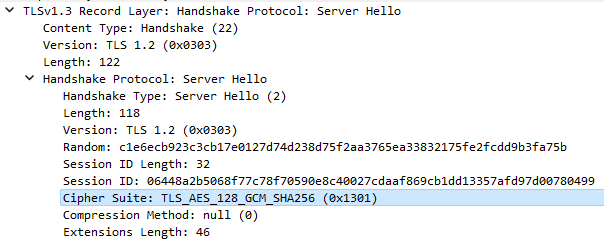 TLSv1.3 Record Layer: Handshake Protocol: Server Hello
Content Type: Handshake (22)
Version: TLS 1.2 (0x0303)
Length: 122
Handshake Protocol: Server Hello
Handshake Type: Server Hello (2)
Length: 118
Version: TLS 1.2 (0x0303)
Random: c1e6ecb923c3cb17e0127d74d238d75f2aa3765ea33832175fe2fcdd9b3fa75b
Session ID Length: 32
Session ID: 06448a2b5068f77c78f70590e8c40027cdaaf869cb1dd13357afd97d00780499
Cipher Suite: TLS_AES_128_GCM_SHA256 (0x1301)
Compression Method: null (0)
Extensions Length: 46